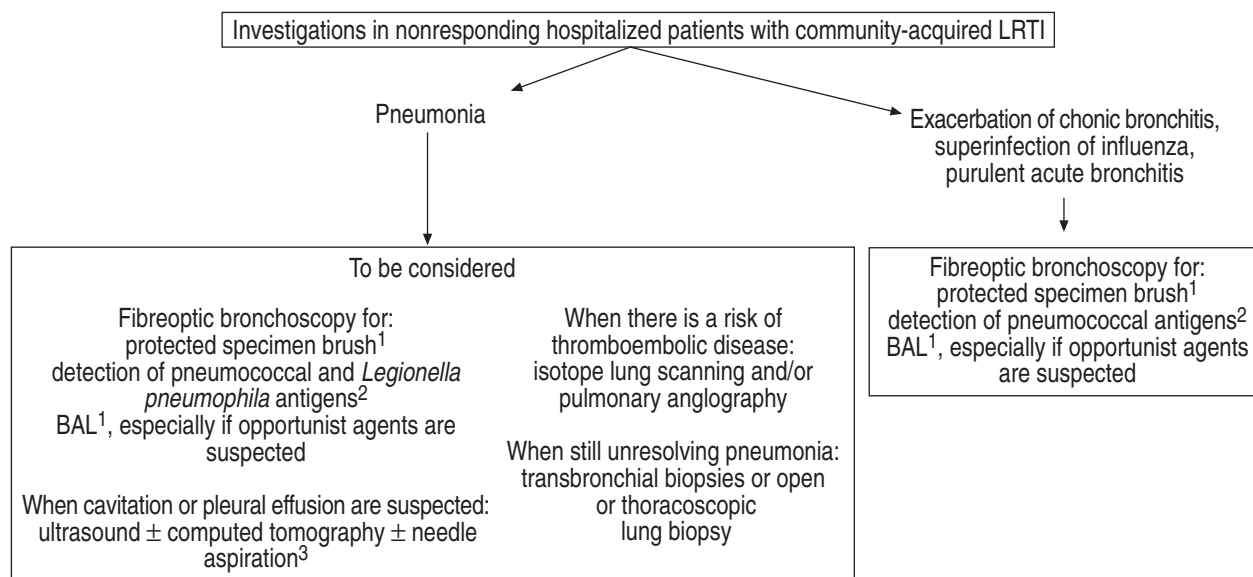 Investigations in nonresponding hospitalized patients with community-acquired LRTI
Pneumonia
Exacerbation of chonic bronchitis,
superinfection of influenza,
purulent acute bronchitis
To be considered
Fibreoptic bronchoscopy for:
protected specimen brush1
detection of pneumococcal and Legionella
pneumophila antigens2
BAL1, especially if opportunist agents are
suspected
When cavitation or pleural effusion are suspected:
ultrasound ± computed tomography ± needle
aspiration3
When there is a risk of
thromboembolic disease:
isotope lung scanning and/or
pulmonary anglography
When still unresolving pneumonia:
transbronchial biopsies or open
or thoracoscopic
lung biopsy
Fibreoptic bronchoscopy for:
protected specimen brush1
detection of pneumococcal antigens2
BAL1, especially if opportunist agents
are suspected